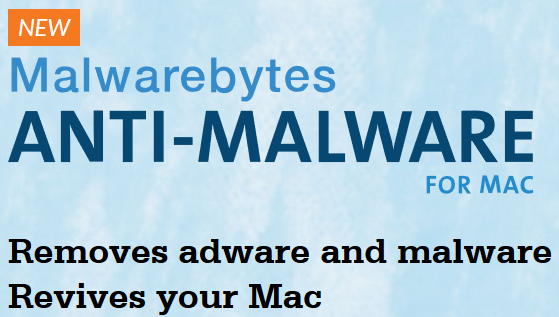 NEW
Malwarebytes
ANTI-MALWARE
FOR MAC
Removes adware and malware
Revives your Mac